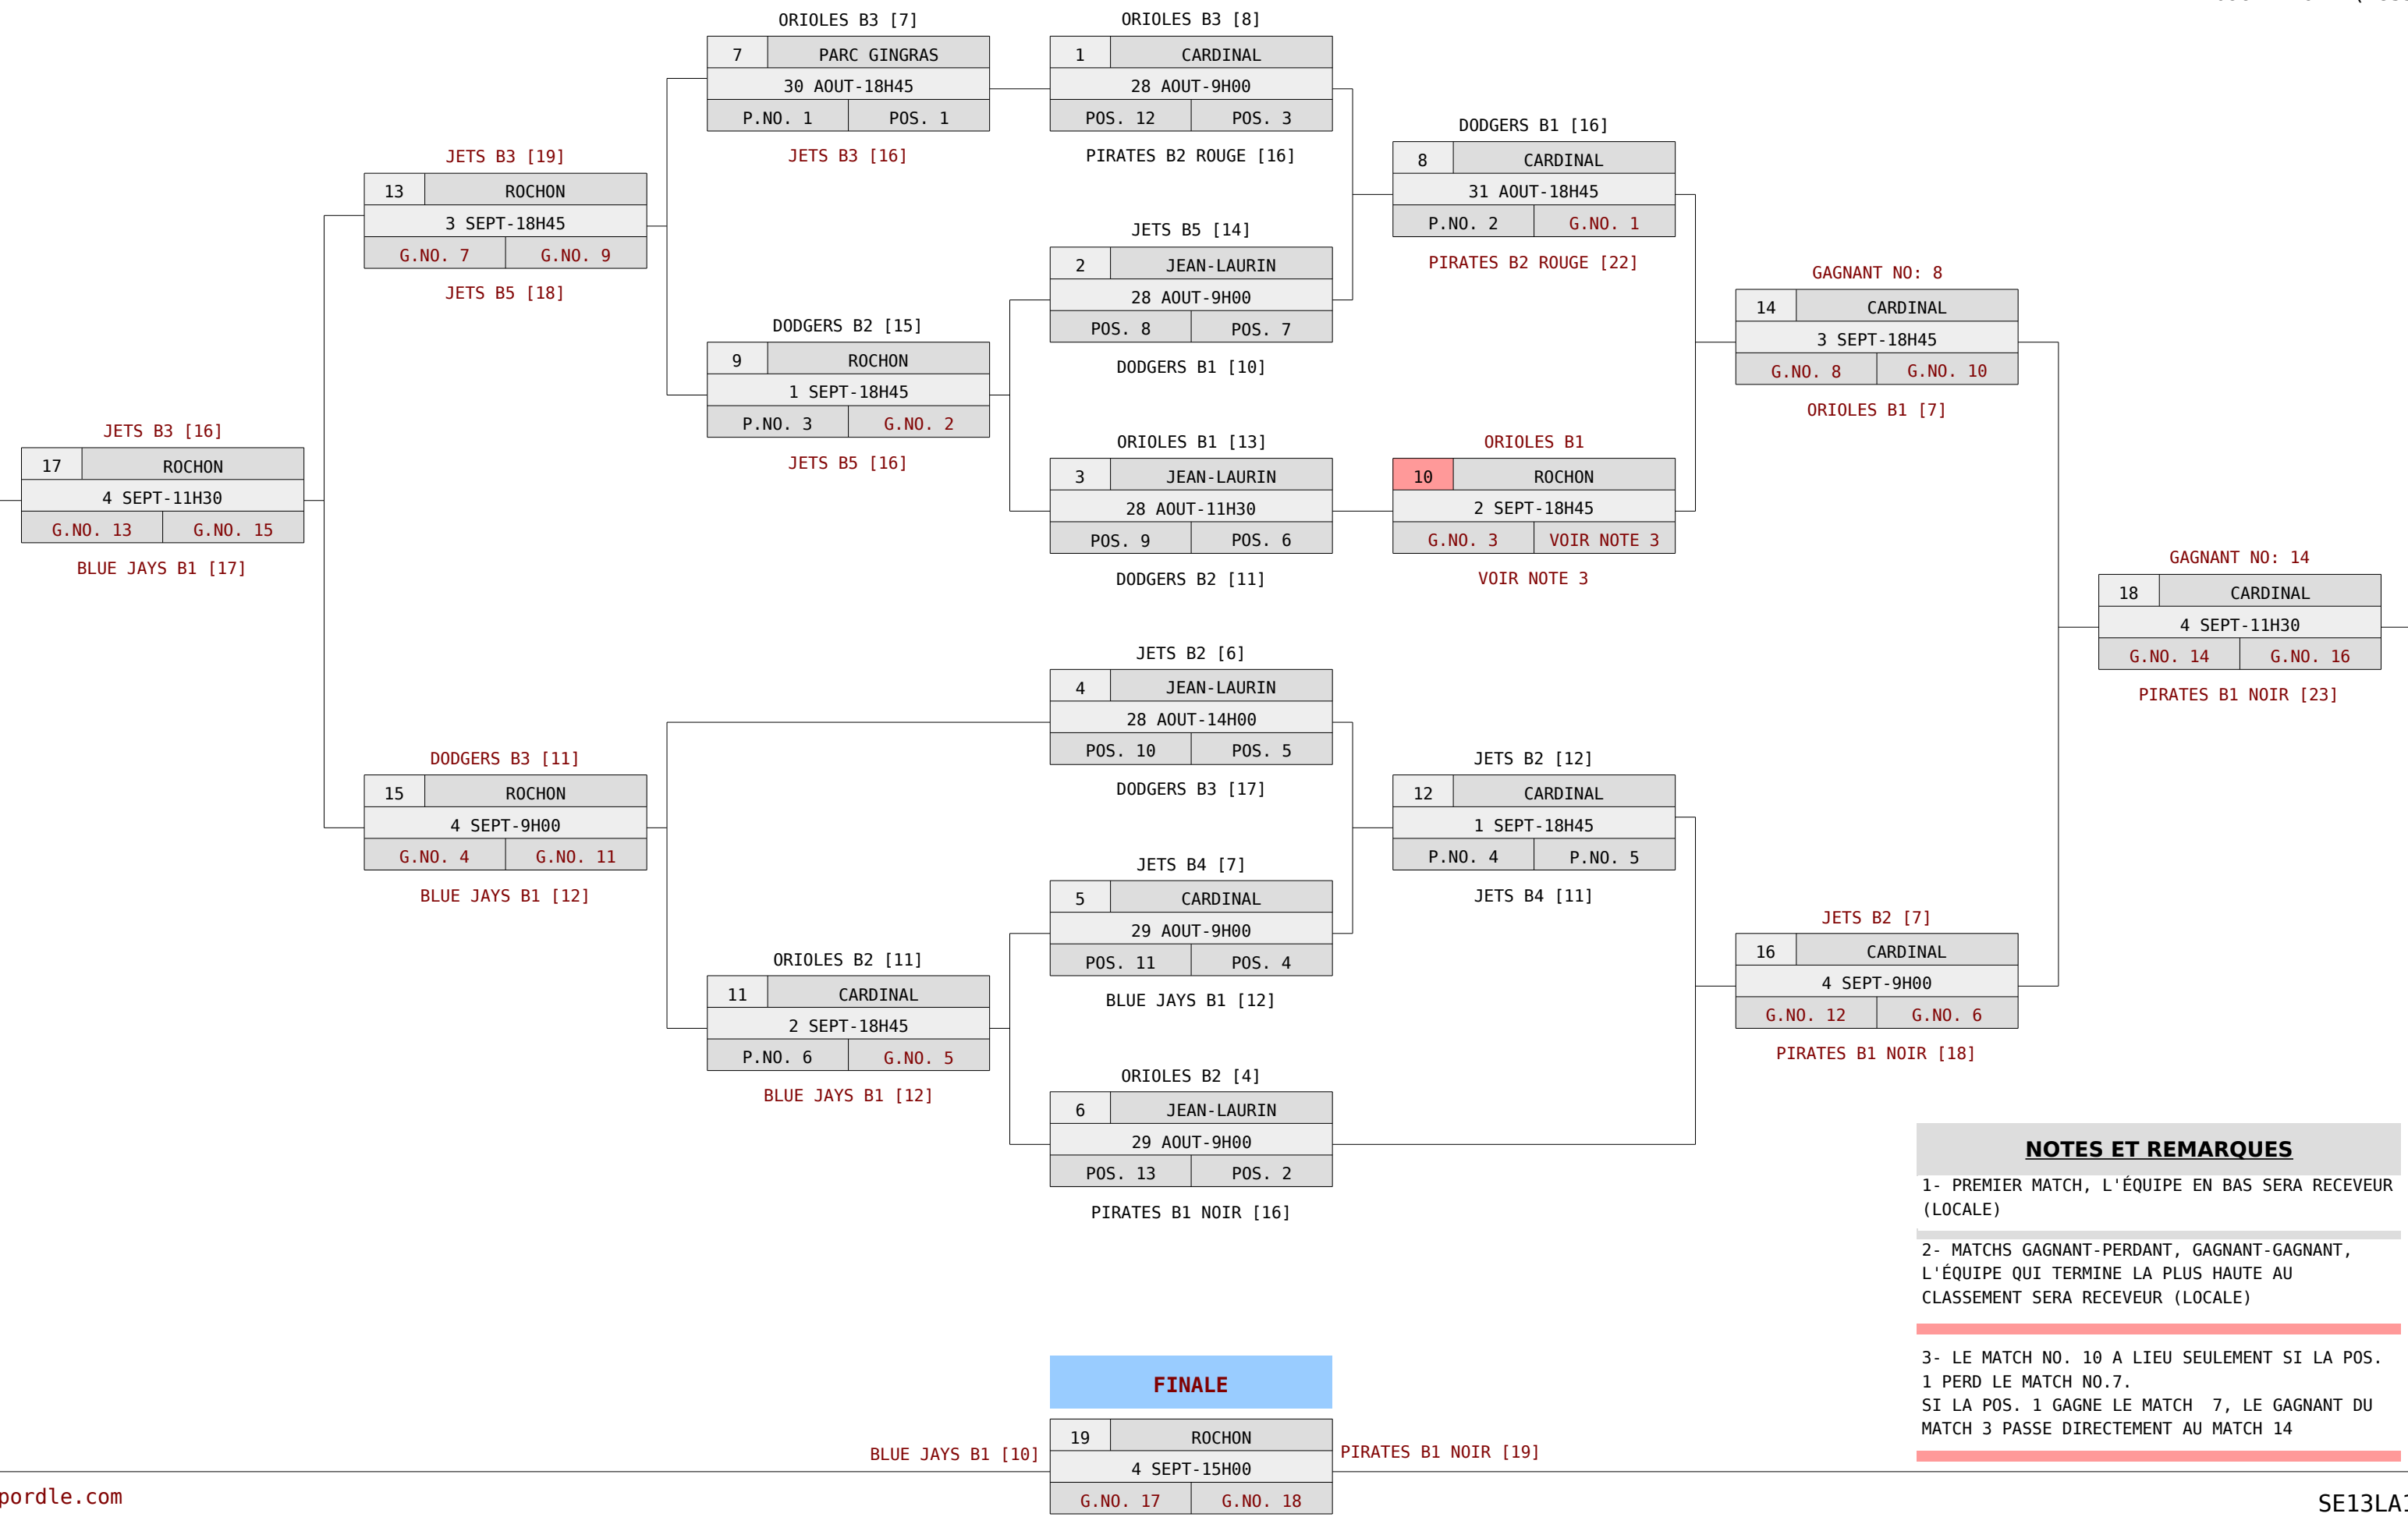 ORIOLES B3 [7]
7 PARC GINGRAS
30 AOUT-18H45
P.NO. 1 POS. 1
JETS B3 [16]
ORIOLES B3 [8]
1 CARDINAL
28 AOUT-9H00
POS. 12 POS. 3
PIRATES B2 ROUGE [16]
DODGERS B1 [16]
8 CARDINAL
31 AOUT-18H45
P.NO. 2 G.NO. 1
PIRATES B2 ROUGE [22]
JETS B3 [19]
13 ROCHON
3 SEPT-18H45
G.NO. 7 G.NO. 9
JETS B5 [18]
JETS B5 [14]
2 JEAN-LAURIN
28 AOUT-9H00
POS. 8 POS. 7
DODGERS B1 [10]
GAGNANT NO: 8
14 CARDINAL
3 SEPT-18H45
G.NO. 8 G.NO. 10
ORIOLES B1 [7]
DODGERS B2 [15]
9 ROCHON
1 SEPT-18H45
P.NO. 3 G.NO. 2
JETS B5 [16]
JETS B3 [16]
17 ROCHON
4 SEPT-11H30
G.NO. 13 G.NO. 15
BLUE JAYS B1 [17]
ORIOLES B1 [13]
3 JEAN-LAURIN
28 AOUT-11H30
POS. 9 POS. 6
DODGERS B2 [11]
ORIOLES B1
10 ROCHON
2 SEPT-18H45
G.NO. 3 VOIR NOTE 3
VOIR NOTE 3
GAGNANT NO: 14
18 CARDINAL
4 SEPT-11H30
G.NO. 14 G.NO. 16
PIRATES B1 NOIR [23]
JETS B2 [6]
4 JEAN-LAURIN
28 AOUT-14H00
POS. 10 POS. 5
DODGERS B3 [17]
DODGERS B3 [11]
15 ROCHON
4 SEPT-9H00
G.NO. 4 G.NO. 11
BLUE JAYS B1 [12]
JETS B2 [12]
12 CARDINAL
1 SEPT-18H45
P.NO. 4 P.NO. 5
JETS B4 [11]
JETS B4 [7]
5 CARDINAL
29 AOUT-9H00
POS. 11 POS. 4
BLUE JAYS B1 [12]
JETS B2 [7]
16 CARDINAL
4 SEPT-9H00
G.NO. 12 G.NO. 6
PIRATES B1 NOIR [18]
ORIOLES B2 [11]
11 CARDINAL
2 SEPT-18H45
P.NO. 6 G.NO. 5
BLUE JAYS B1 [12]
ORIOLES B2 [4]
6 JEAN-LAURIN
29 AOUT-9H00
POS. 13 POS. 2
PIRATES B1 NOIR [16]
NOTES ET REMARQUES
1- PREMIER MATCH, L'ÉQUIPE EN BAS SERA RECEVEUR
(LOCALE)
2- MATCHS GAGNANT-PERDANT, GAGNANT-GAGNANT,
L'ÉQUIPE QUI TERMINE LA PLUS HAUTE AU
CLASSEMENT SERA RECEVEUR (LOCALE)
3- LE MATCH NO. 10 A LIEU SEULEMENT SI LA POS.
1 PERD LE MATCH NO.7.
SI LA POS. 1 GAGNE LE MATCH 7, LE GAGNANT DU
MATCH 3 PASSE DIRECTEMENT AU MATCH 14
FINALE
BLUE JAYS B1 [10]
19 ROCHON
4 SEPT-15H00
G.NO. 17 G.NO. 18
PIRATES B1 NOIR [19]
pordle.com
SE13LA1